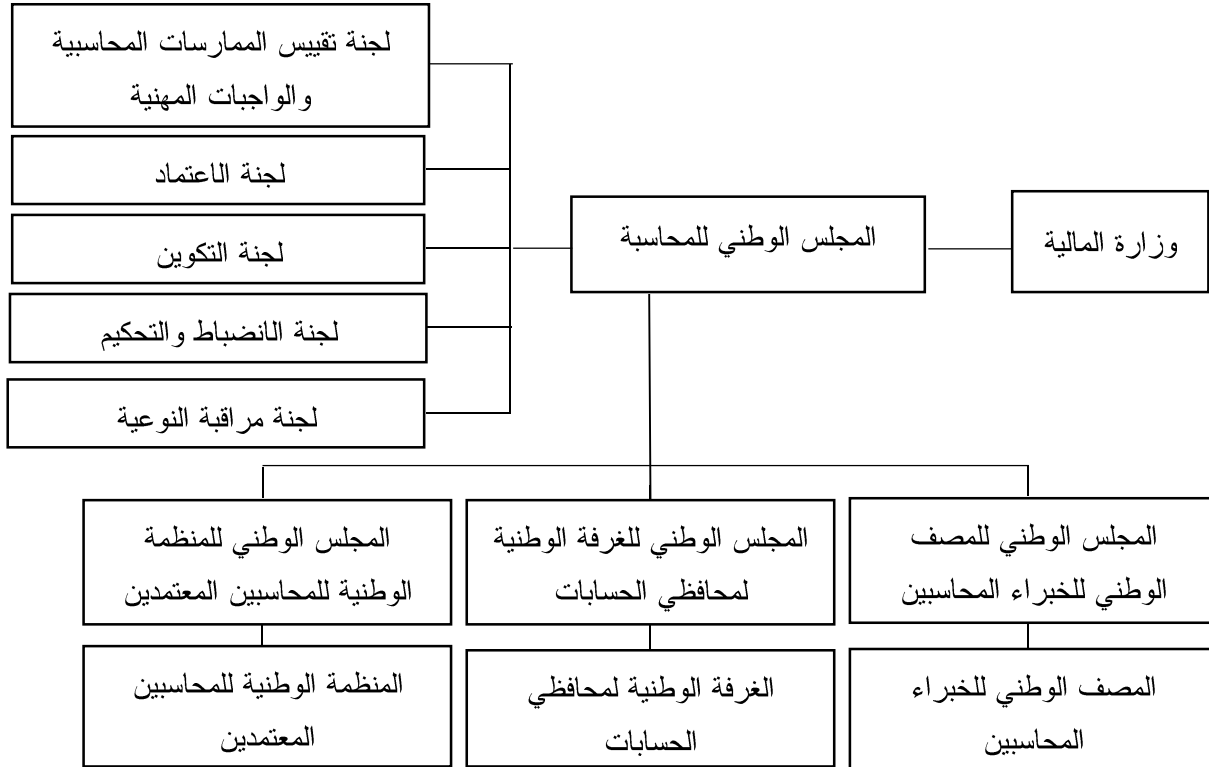 لجنة تقييس الممارسات المحاسبية
والواجبات المهنية
لجنة الاعتماد
لجنة التكوين
لجنة الانضباط والتحكيم
لجنة مراقبة النوعية
وزارة المالية
المجلس الوطني للمحاسبة
المجلس الوطني للمصف
الوطني للخبراء المحاسبين
المجلس الوطني للغرفة الوطنية
لمحافظي الحسابات
المجلس الوطني للمنظمة
الوطنية للمحاسبين المعتمدين
المصف الوطني للخبراء
المحاسبين
الغرفة الوطنية لمحافظي
الحسابات
المنظمة الوطنية للمحاسبين
المعتمدين